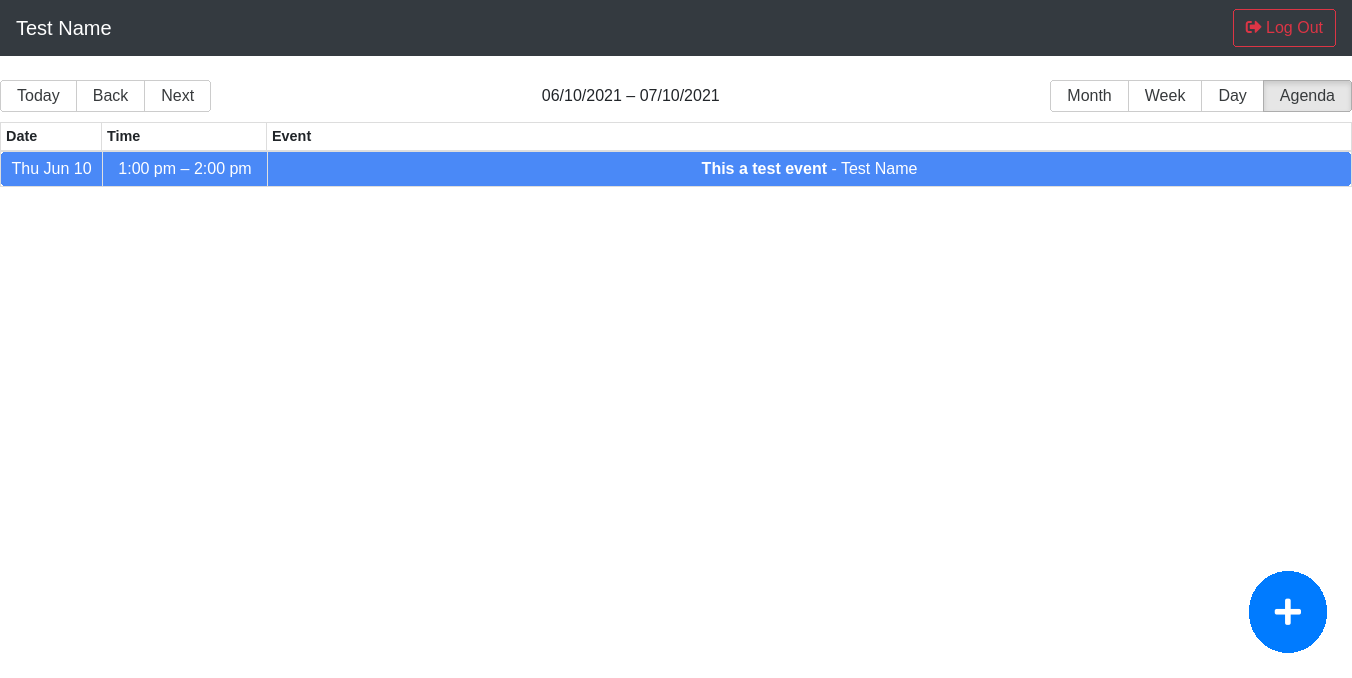 Test Name
Log Out
Today Back Next
06/10/2021 – 07/10/2021
Month Week Day Agenda
Date Time Event
Thu Jun 10 1:00 pm – 2:00 pm This a test event - Test Name